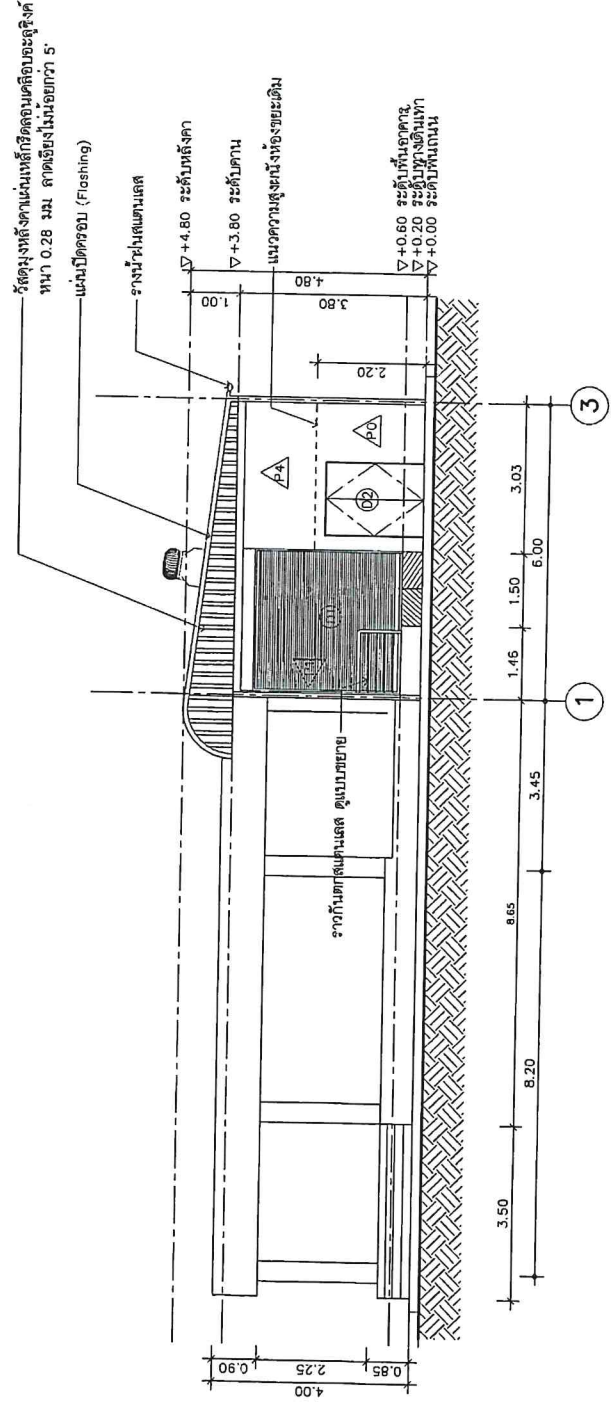 วัสดุมุงหลังคาแผ่นเหล็กรีดลอนเคลือบอะลูซิงค์
หนา 0.28 มม ลาดเอียงไม่น้อยกว่า 5°
แผ่นปิดครอบ (Flashing)
รางน้ำฝนสแตนเลส
+4.80 ระดับหลังคา
+3.80 ระดับคาน
แนวความสูงผนังห้องขยะเดิม
+0.60 ระดับพื้นอาคาร
+0.20 ระดับทางเดินเท้า
+0.00 ระดับพื้นถนน
1.00
3.80
4.80
2.20
P4
P0
D2
D1
ราวกันตกสแตนเลส ดูแบบขยาย
0.90
2.25
0.85
4.00
3.50
8.65
1.46
1.50
3.03
8.20
3.45
6.00
1
3